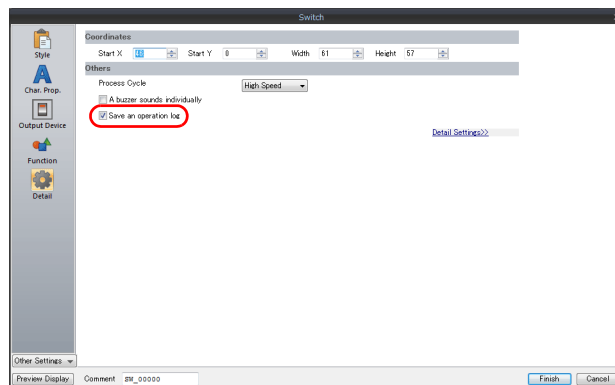 Switch
Style
Char. Prop.
Output Device
Function
Detail
Coordinates
Start X 46 Start Y 0 Width 61 Height 57
Others
Process Cycle High Speed
A buzzer sounds individually
Save an operation log
Detail Settings>>
Other Settings
Preview Display Comment SW_00000 Finish Cancel